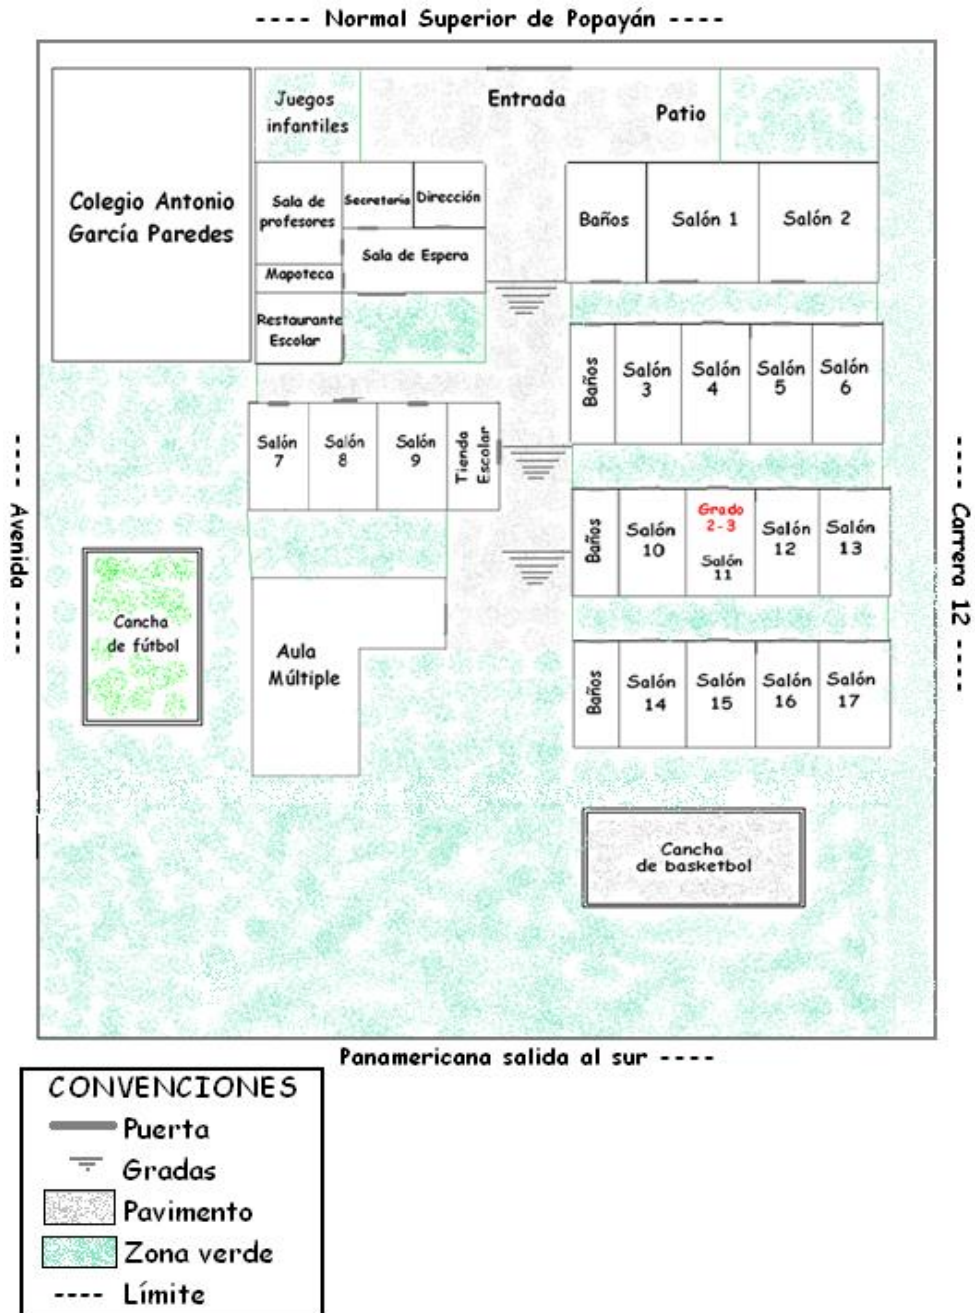 ---- Normal Superior de Popayán ----
Juegos
infantiles
Entrada
Patio
Colegio Antonio
García Paredes
Sala de
profesores
Secretaría
Dirección
Sala de Espera
Mapoteca
Restaurante
Escolar
Baños
Salón 1
Salón 2
Baños
Salón
3
Salón
4
Salón
5
Salón
6
Salón
7
Salón
8
Salón
9
Tienda
Escolar
---- Avenida ----
---- Carrera 12 ----
Baños
Salón
10
Grado
2-3
Salón
11
Salón
12
Salón
13
Cancha
de fútbol
Aula
Múltiple
Baños
Salón
14
Salón
15
Salón
16
Salón
17
Cancha
de basketbol
Panamericana salida al sur ----
CONVENCIONES
Puerta
Gradas
Pavimento
Zona verde
---- Límite